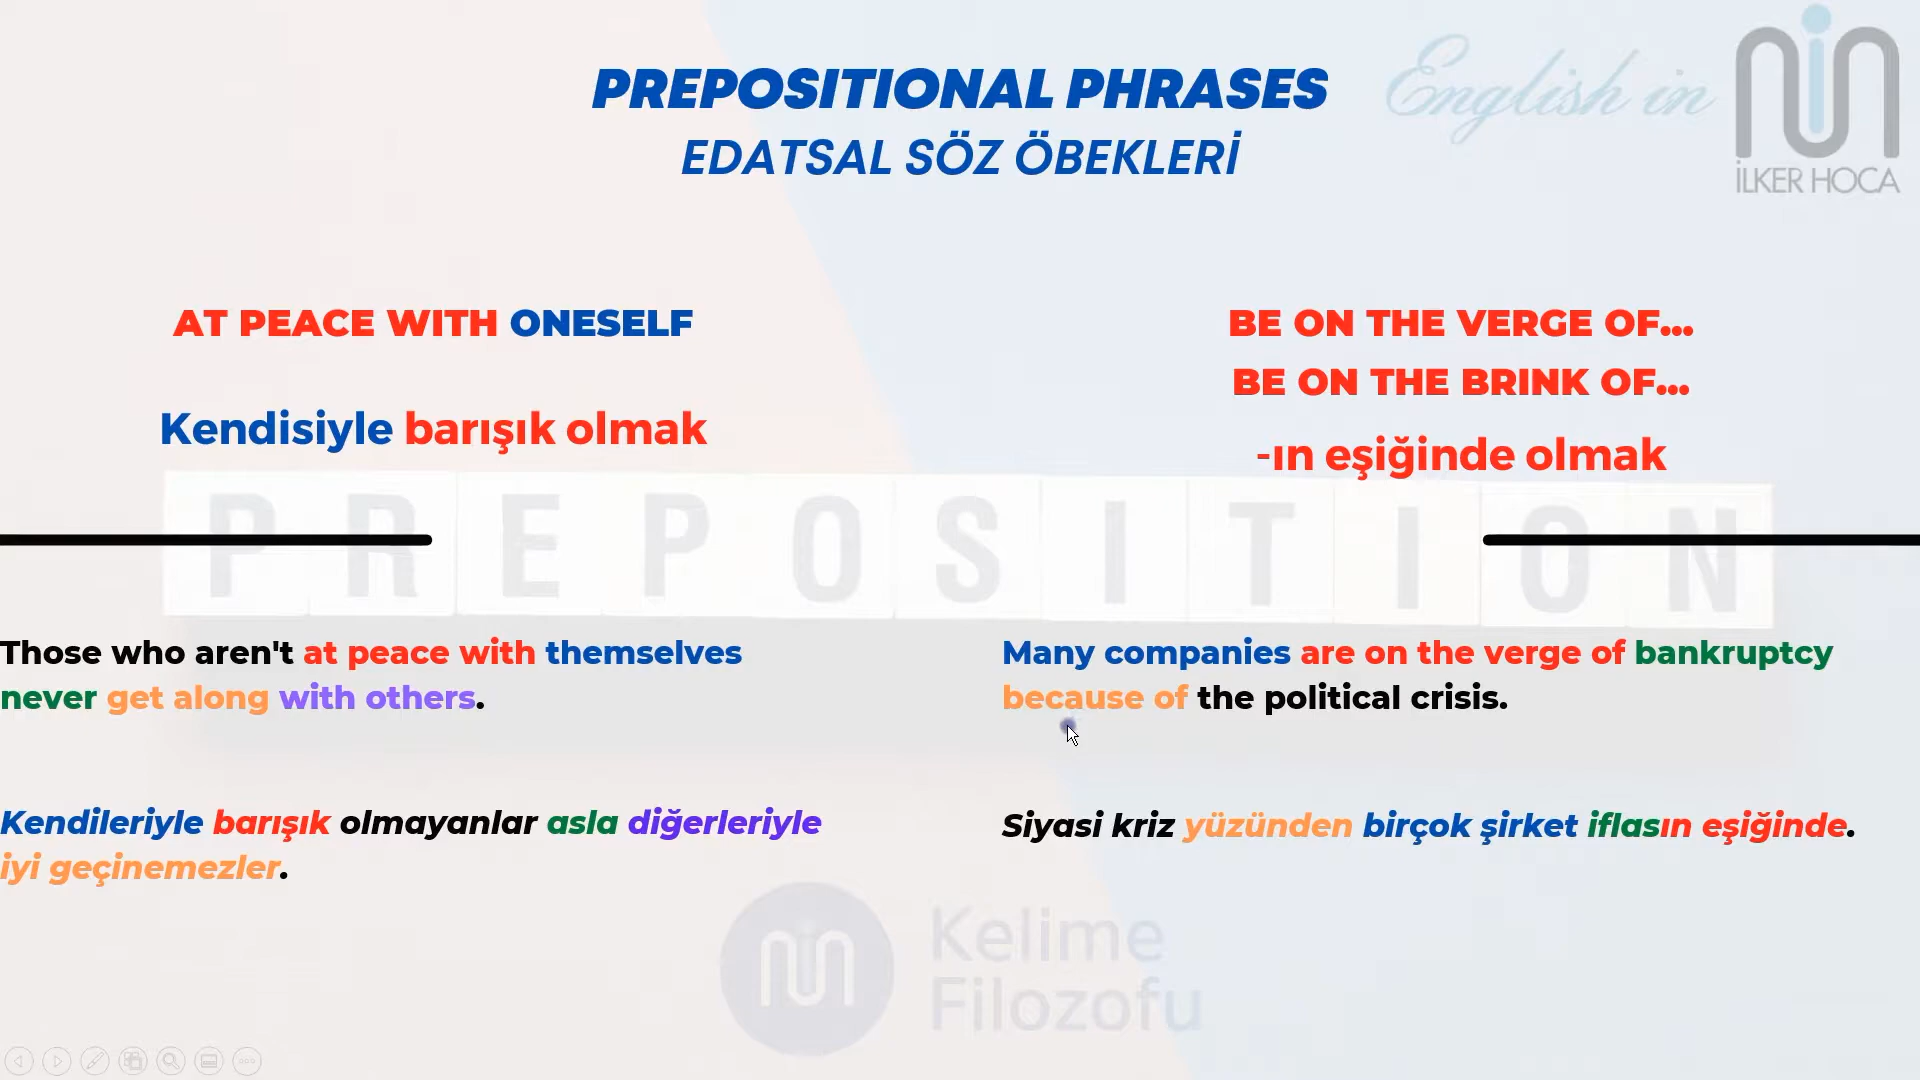 PREPOSITIONAL PHRASES
EDATSAL SÖZ ÖBEKLERİ
English in
İLKER HOCA
AT PEACE WITH ONESELF
Kendisiyle barışık olmak
BE ON THE VERGE OF...
BE ON THE BRINK OF...
-ın eşiğinde olmak
PREPOSITION
Those who aren't at peace with themselves
never get along with others.
Kendileriyle barışık olmayanlar asla diğerleriyle
iyi geçinemezler.
Many companies are on the verge of bankruptcy
because of the political crisis.
Siyasi kriz yüzünden birçok şirket iflasın eşiğinde.
Kelime
Filozofu